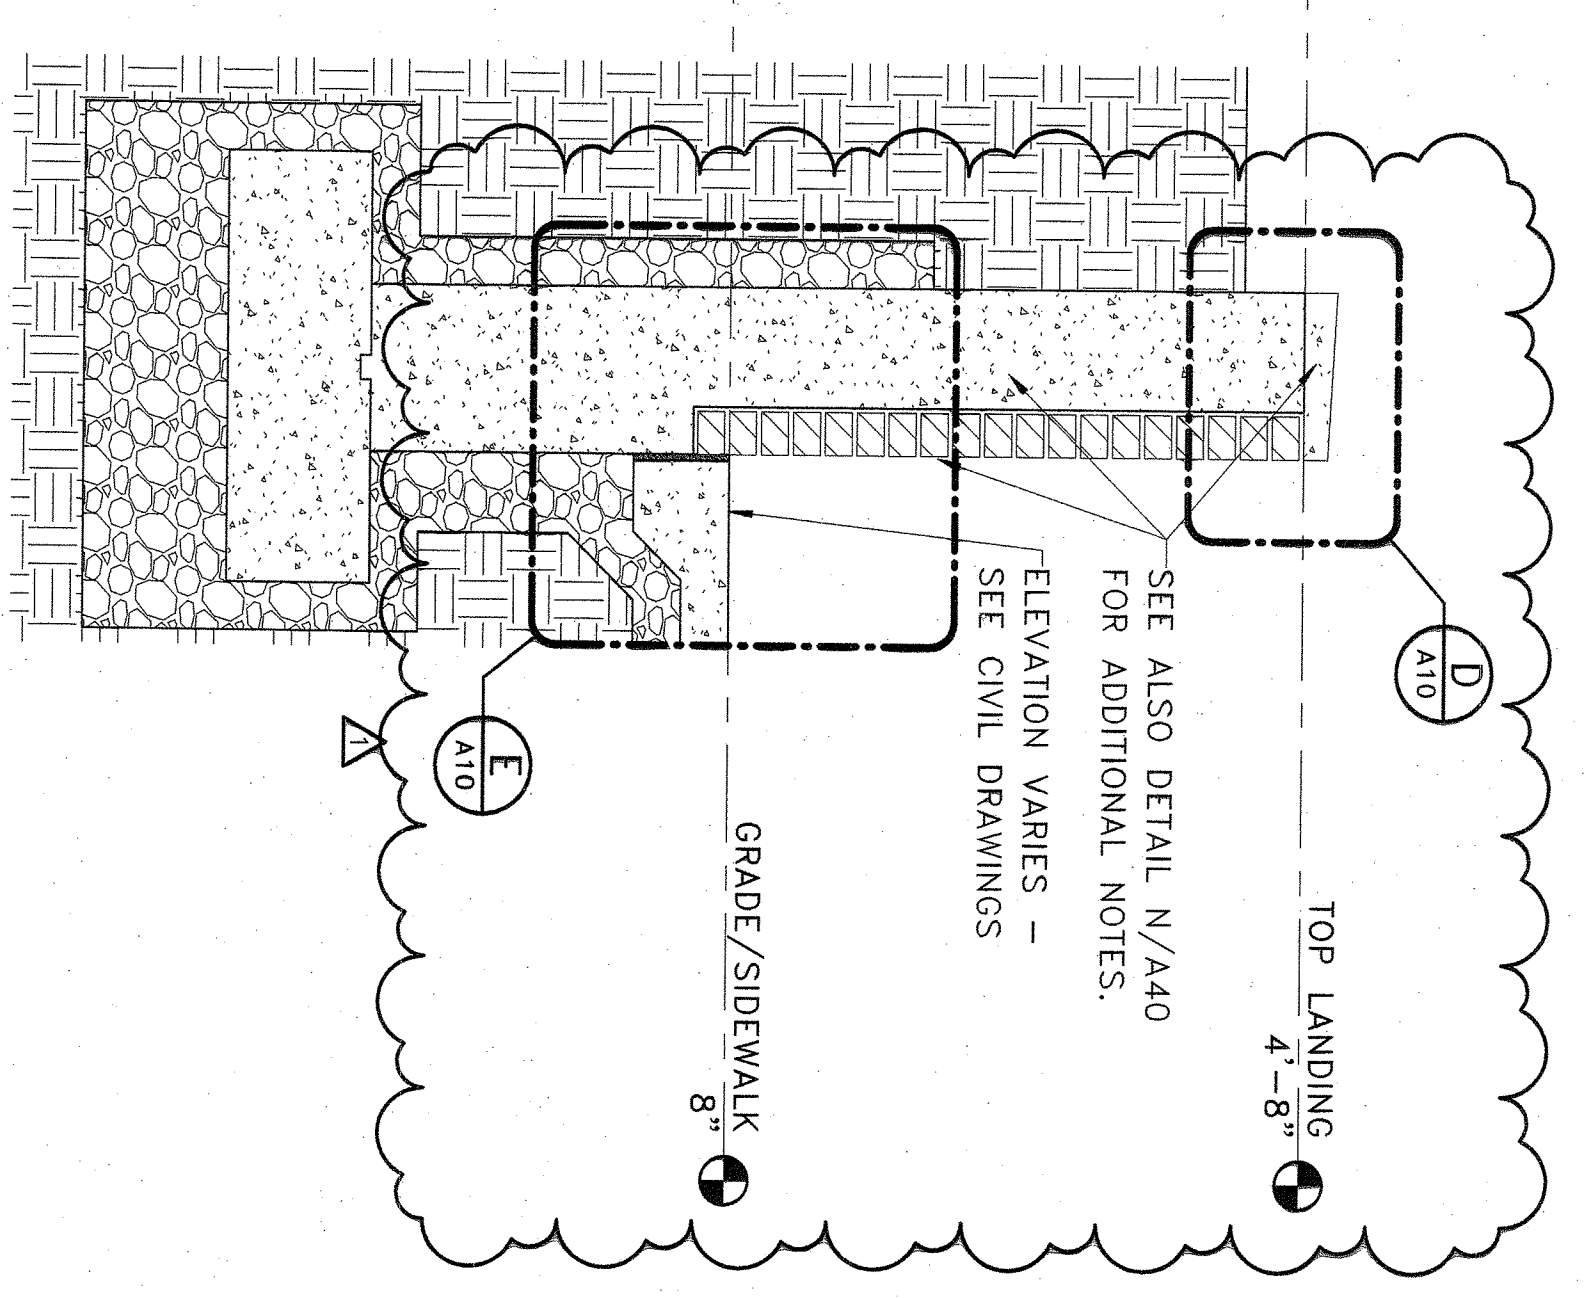 TOP LANDING
4'-8"
D
A10
SEE ALSO DETAIL N/A40
FOR ADDITIONAL NOTES.
ELEVATION VARIES -
SEE CIVIL DRAWINGS
GRADE/SIDEWALK
8"
E
A10
1